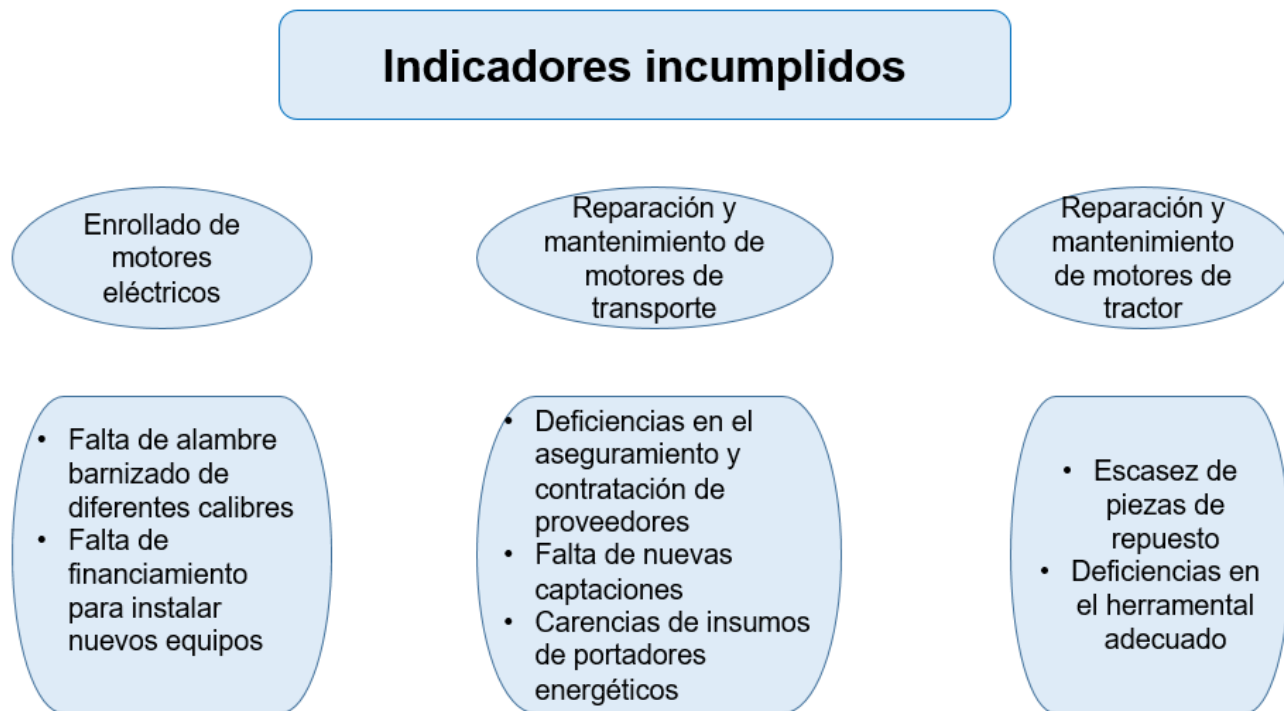 Indicadores incumplidos
Enrollado de
motores
eléctricos
Reparación y
mantenimiento de
motores de
transporte
Reparación y
mantenimiento
de motores de
tractor
• Falta de alambre
barnizado de
diferentes calibres
• Falta de
financiamiento
para instalar
nuevos equipos
• Deficiencias en el
aseguramiento y
contratación de
proveedores
• Falta de nuevas
captaciones
• Carencias de insumos
de portadores
energéticos
• Escasez de
piezas de
repuesto
• Deficiencias en
el herramental
adecuado